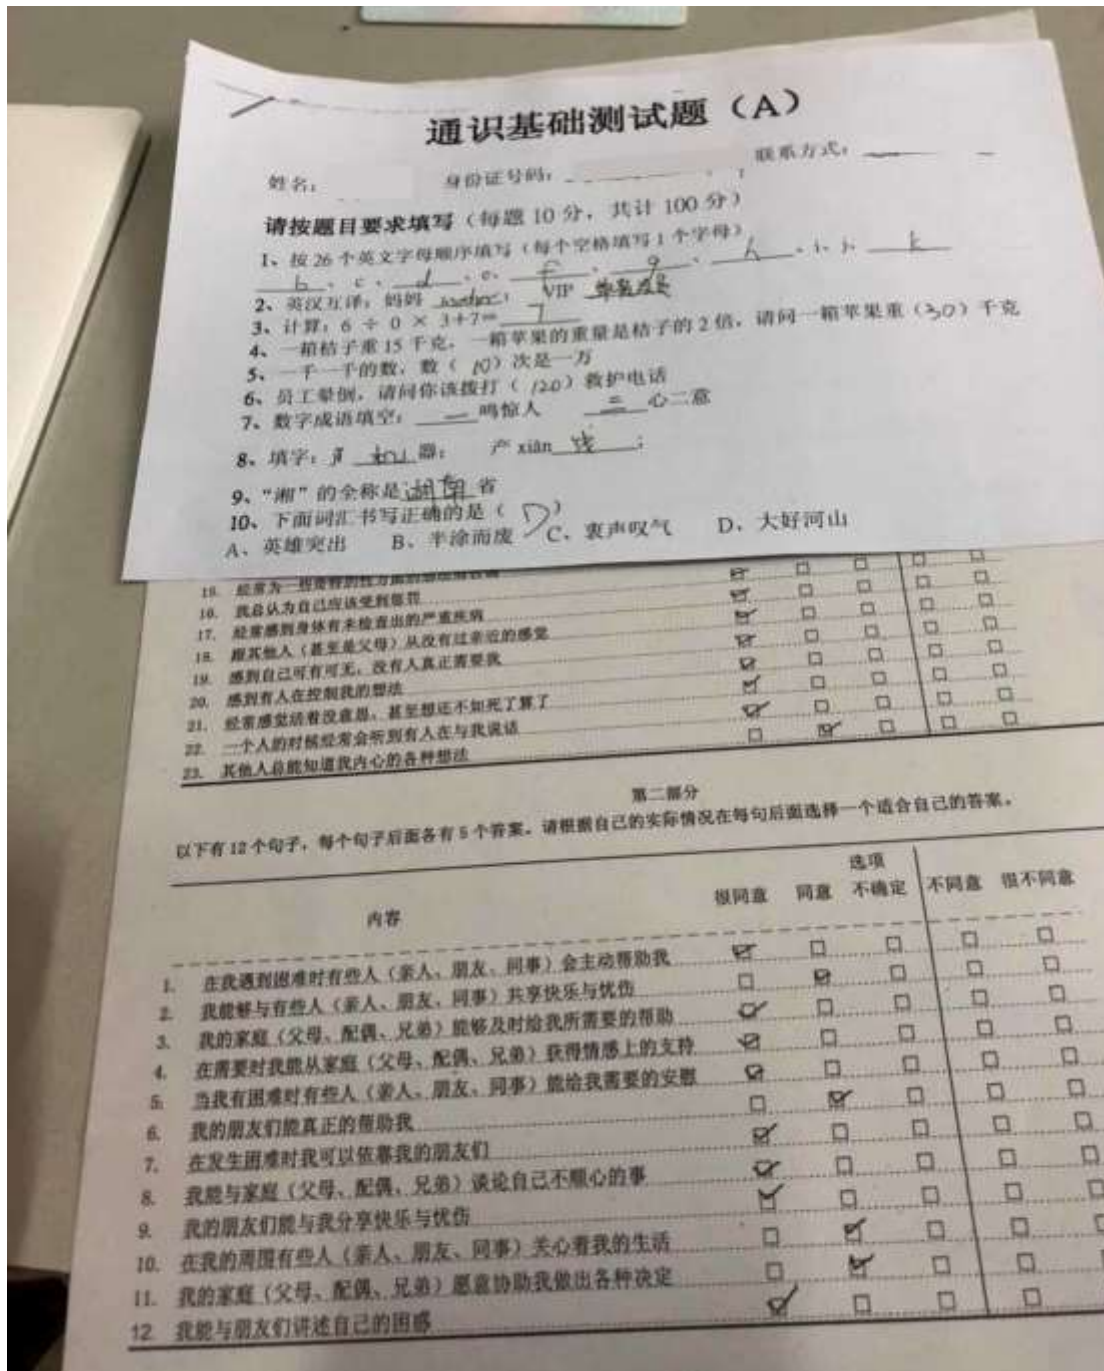 通识基础测试题（A）
姓名： 身份证号码： 联系方式：
请按题目要求填写（每题 10 分，共计 100 分）
1、按 26 个英文字母顺序填写（每个空格填写 1 个字母）
b 、c 、 d 、e、 f 、 g 、 h 、i、j、 k
2、英汉互译：妈妈 ； VIP
3、计算：6 ÷ 0 × 3+7= 7
4、一箱桔子重 15 千克，一箱苹果的重量是桔子的 2 倍，请问一箱苹果重（30）千克
5、一千一千的数，数（ 10）次是一万
6、员工晕倒，请问你该拨打（ 120）救护电话
7、数字成语填空： 一 鸣惊人 三 心二意
8、填字：jī 机 器； 产 xiàn 线 ；
9、“湘”的全称是湖南 省
10、下面词汇书写正确的是（ D ）
A、英雄突出 B、半涂而废 C、衷声叹气 D、大好河山
16. 我总认为自己应该受到惩罚
17. 经常感到身体有未检查出的严重疾病
18. 跟其他人（甚至是父母）从没有过亲近的感觉
19. 感到自己可有可无，没有人真正需要我
20. 感到有人在控制我的想法
21. 经常感觉活着没意思，甚至想还不如死了算了
22. 一个人的时候经常会听到有人在与我说话
23. 其他人总能知道我内心的各种想法
第二部分
以下有 12 个句子，每个句子后面各有 5 个答案。请根据自己的实际情况在每句后面选择一个适合自己的答案。
选项
内容 很同意 同意 不确定 不同意 很不同意
1. 在我遇到困难时有些人（亲人、朋友、同事）会主动帮助我
2. 我能够与有些人（亲人、朋友、同事）共享快乐与忧伤
3. 我的家庭（父母、配偶、兄弟）能够及时给我所需要的帮助
4. 在需要时我能从家庭（父母、配偶、兄弟）获得情感上的支持
5. 当我有困难时有些人（亲人、朋友、同事）能给我需要的安慰
6. 我的朋友们能真正的帮助我
7. 在发生困难时我可以依靠我的朋友们
8. 我能与家庭（父母、配偶、兄弟）谈论自己不顺心的事
9. 我的朋友们能与我分享快乐与忧伤
10. 在我的周围有些人（亲人、朋友、同事）关心着我的生活
11. 我的家庭（父母、配偶、兄弟）愿意协助我做出各种决定
12. 我能与朋友们讲述自己的困惑